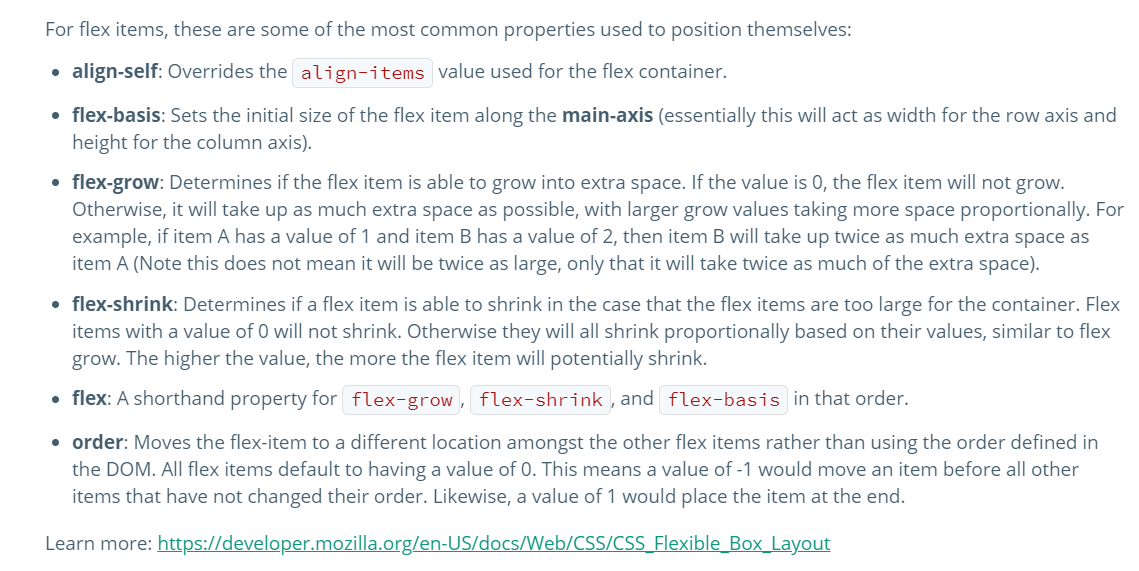 For flex items, these are some of the most common properties used to position themselves:
• align-self: Overrides the align-items value used for the flex container.
• flex-basis: Sets the initial size of the flex item along the main-axis (essentially this will act as width for the row axis and
height for the column axis).
• flex-grow: Determines if the flex item is able to grow into extra space. If the value is 0, the flex item will not grow.
Otherwise, it will take up as much extra space as possible, with larger grow values taking more space proportionally. For
example, if item A has a value of 1 and item B has a value of 2, then item B will take up twice as much extra space as
item A (Note this does not mean it will be twice as large, only that it will take twice as much of the extra space).
• flex-shrink: Determines if a flex item is able to shrink in the case that the flex items are too large for the container. Flex
items with a value of 0 will not shrink. Otherwise they will all shrink proportionally based on their values, similar to flex
grow. The higher the value, the more the flex item will potentially shrink.
• flex: A shorthand property for flex-grow, flex-shrink, and flex-basis in that order.
• order: Moves the flex-item to a different location amongst the other flex items rather than using the order defined in
the DOM. All flex items default to having a value of 0. This means a value of -1 would move an item before all other
items that have not changed their order. Likewise, a value of 1 would place the item at the end.
Learn more: https://developer.mozilla.org/en-US/docs/Web/CSS/CSS_Flexible_Box_Layout